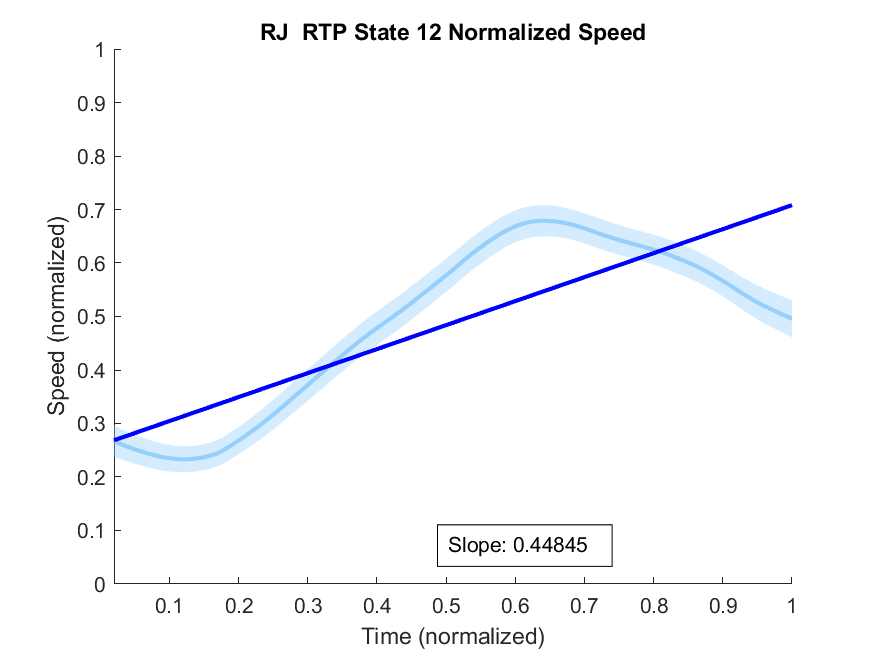 RJ  RTP State 12 Normalized Speed
1
0.9
0.8
0.7
0.6
0.5
0.4
0.3
0.2
0.1
0
Speed (normalized)
Slope: 0.44845
0.1 0.2 0.3 0.4 0.5 0.6 0.7 0.8 0.9 1
Time (normalized)